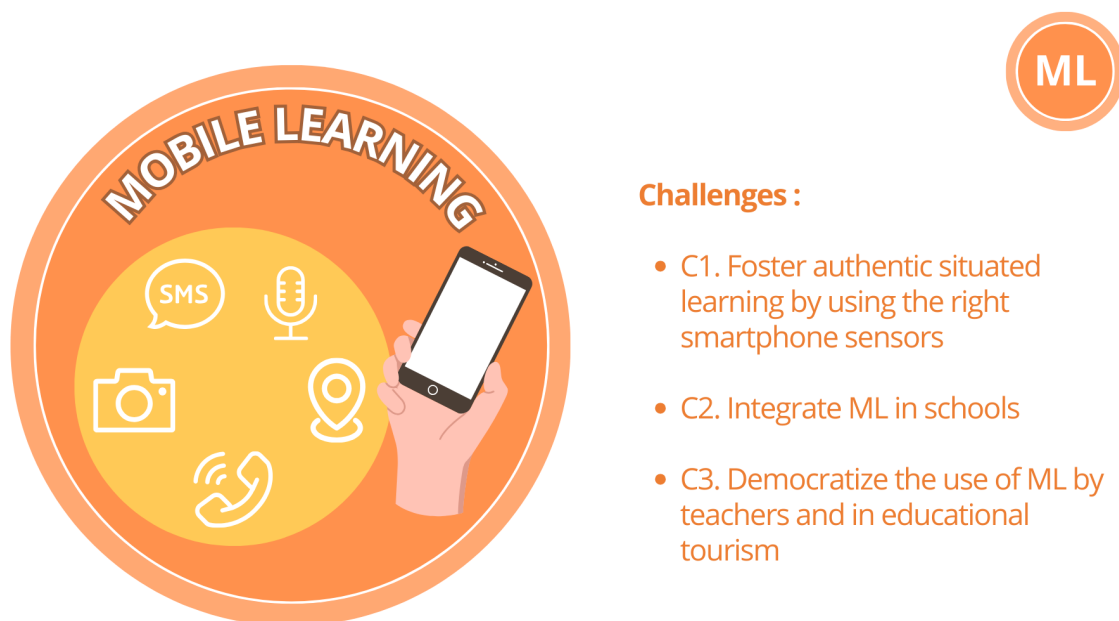 ML
MOBILE LEARNING
SMS
Challenges :
• C1. Foster authentic situated
learning by using the right
smartphone sensors
• C2. Integrate ML in schools
• C3. Democratize the use of ML by
teachers and in educational
tourism